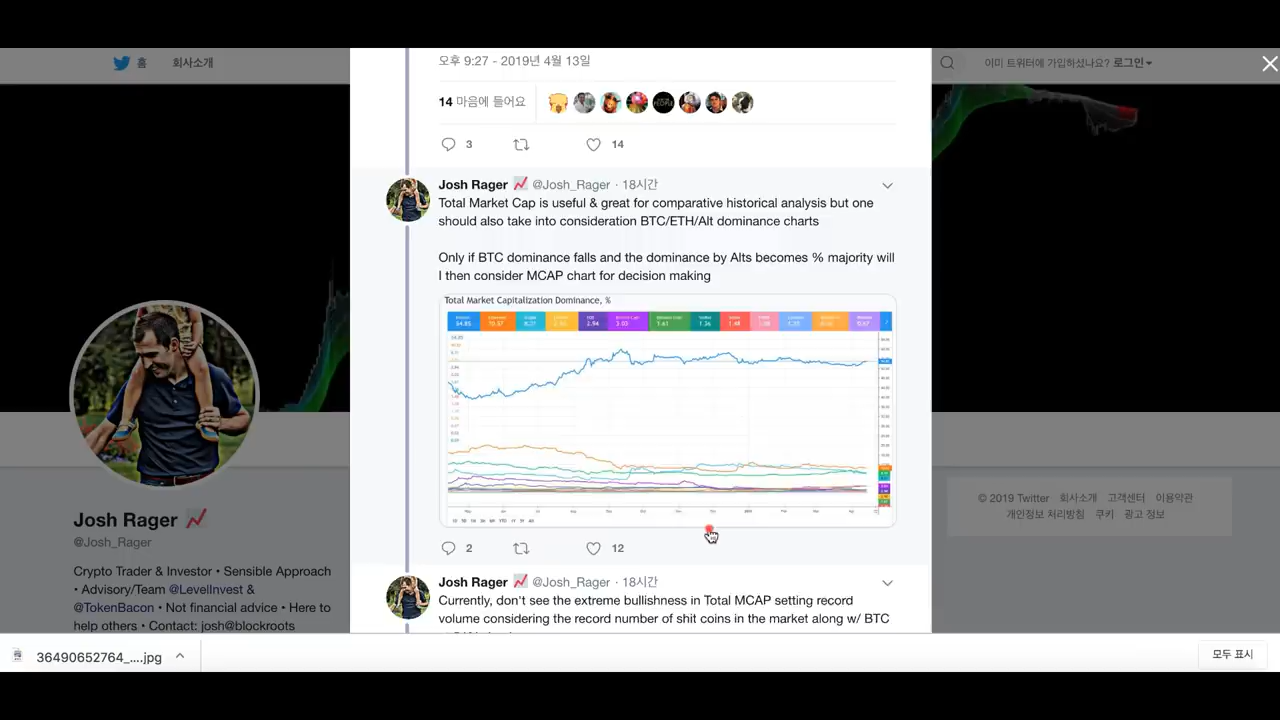 홈
회사소개
이미 트위터에 가입하셨나요? 로그인
오후 9:27 - 2019년 4월 13일
14 마음에 들어요
3
14
Josh Rager @Josh_Rager · 18시간
Total Market Cap is useful & great for comparative historical analysis but one
should also take into consideration BTC/ETH/Alt dominance charts
Only if BTC dominance falls and the dominance by Alts becomes % majority will
I then consider MCAP chart for decision making
Total Market Capitalization Dominance, %
2
12
Josh Rager @Josh_Rager · 18시간
Currently, don't see the extreme bullishness in Total MCAP setting record
volume considering the record number of shit coins in the market along w/ BTC
Josh Rager
@Josh_Rager
Crypto Trader & Investor • Sensible Approach
• Advisory/Team @LevelInvest &
@TokenBacon • Not financial advice • Here to
help others • Contact: josh@blockroots
© 2019 Twitter 회사소개 고객센터 이용약관
개인정보 처리방침 쿠키 광고 정보
36490652764_....jpg
모두 표시